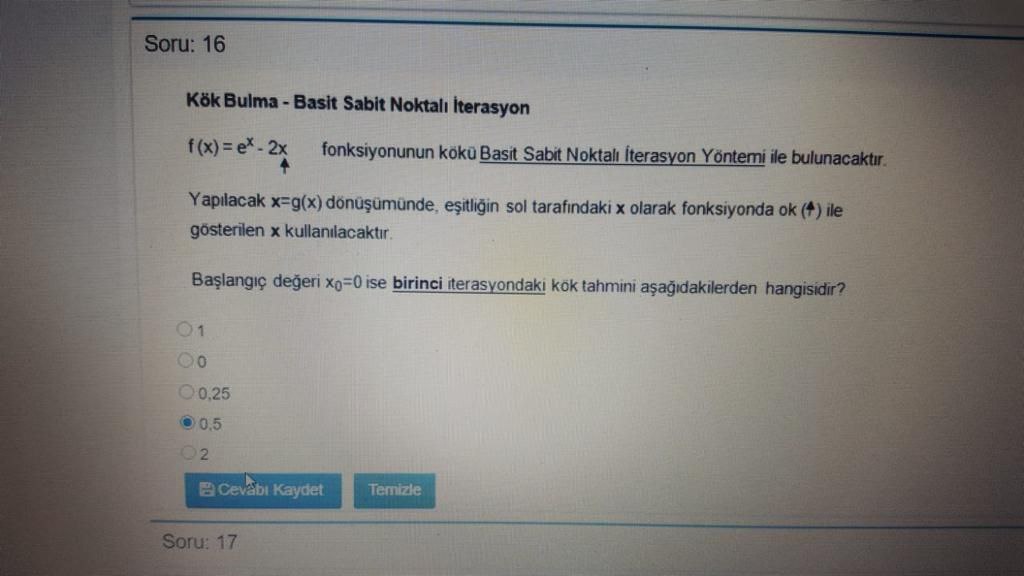 Soru: 16
Kök Bulma - Basit Sabit Noktalı İterasyon
f (x) = eˣ - 2x fonksiyonunun kökü Basit Sabit Noktalı İterasyon Yöntemi ile bulunacaktır.
Yapılacak x=g(x) dönüşümünde, eşitliğin sol tarafındaki x olarak fonksiyonda ok (↑) ile
gösterilen x kullanılacaktır.
Başlangıç değeri x₀=0 ise birinci iterasyondaki kök tahmini aşağıdakilerden hangisidir?
1
0
0,25
0,5
2
Cevabı Kaydet Temizle
Soru: 17